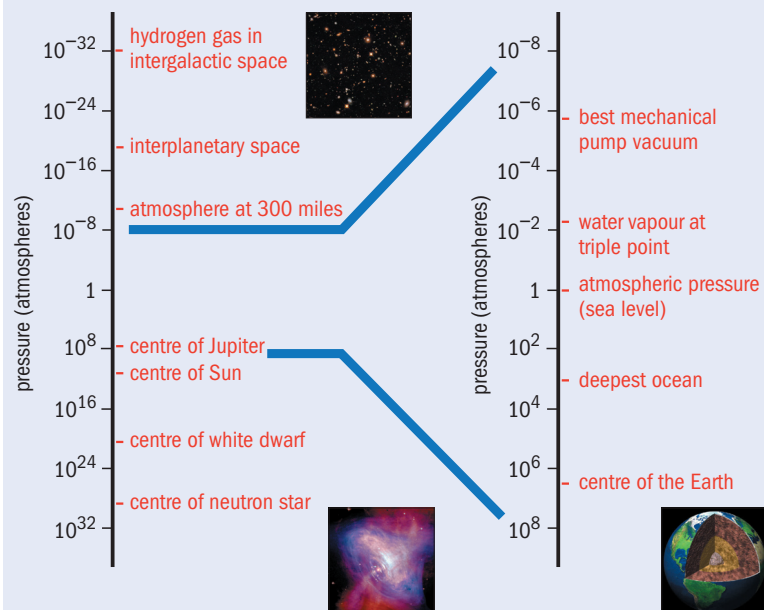 pressure (atmospheres)
10⁻³²
10⁻²⁴
10⁻¹⁶
10⁻⁸
1
10⁸
10¹⁶
10²⁴
10³²
hydrogen gas in
intergalactic space
interplanetary space
atmosphere at 300 miles
centre of Jupiter
centre of Sun
centre of white dwarf
centre of neutron star
pressure (atmospheres)
10⁻⁸
10⁻⁶
10⁻⁴
10⁻²
1
10²
10⁴
10⁶
10⁸
best mechanical
pump vacuum
water vapour at
triple point
atmospheric pressure
(sea level)
deepest ocean
centre of the Earth